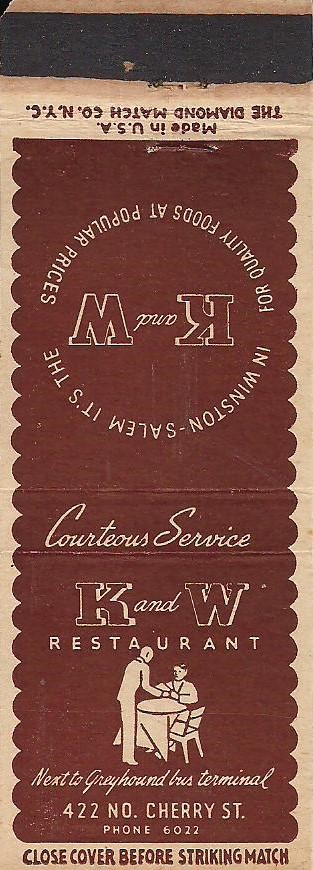 Made in U.S.A.
THE DIAMOND MATCH CO. N.Y.C.
IN WINSTON-SALEM IT'S THE
K and W
FOR QUALITY FOODS AT POPULAR PRICES
Courteous Service
K and W
RESTAURANT
Next to Greyhound bus terminal
422 NO. CHERRY ST.
PHONE 6022
CLOSE COVER BEFORE STRIKING MATCH